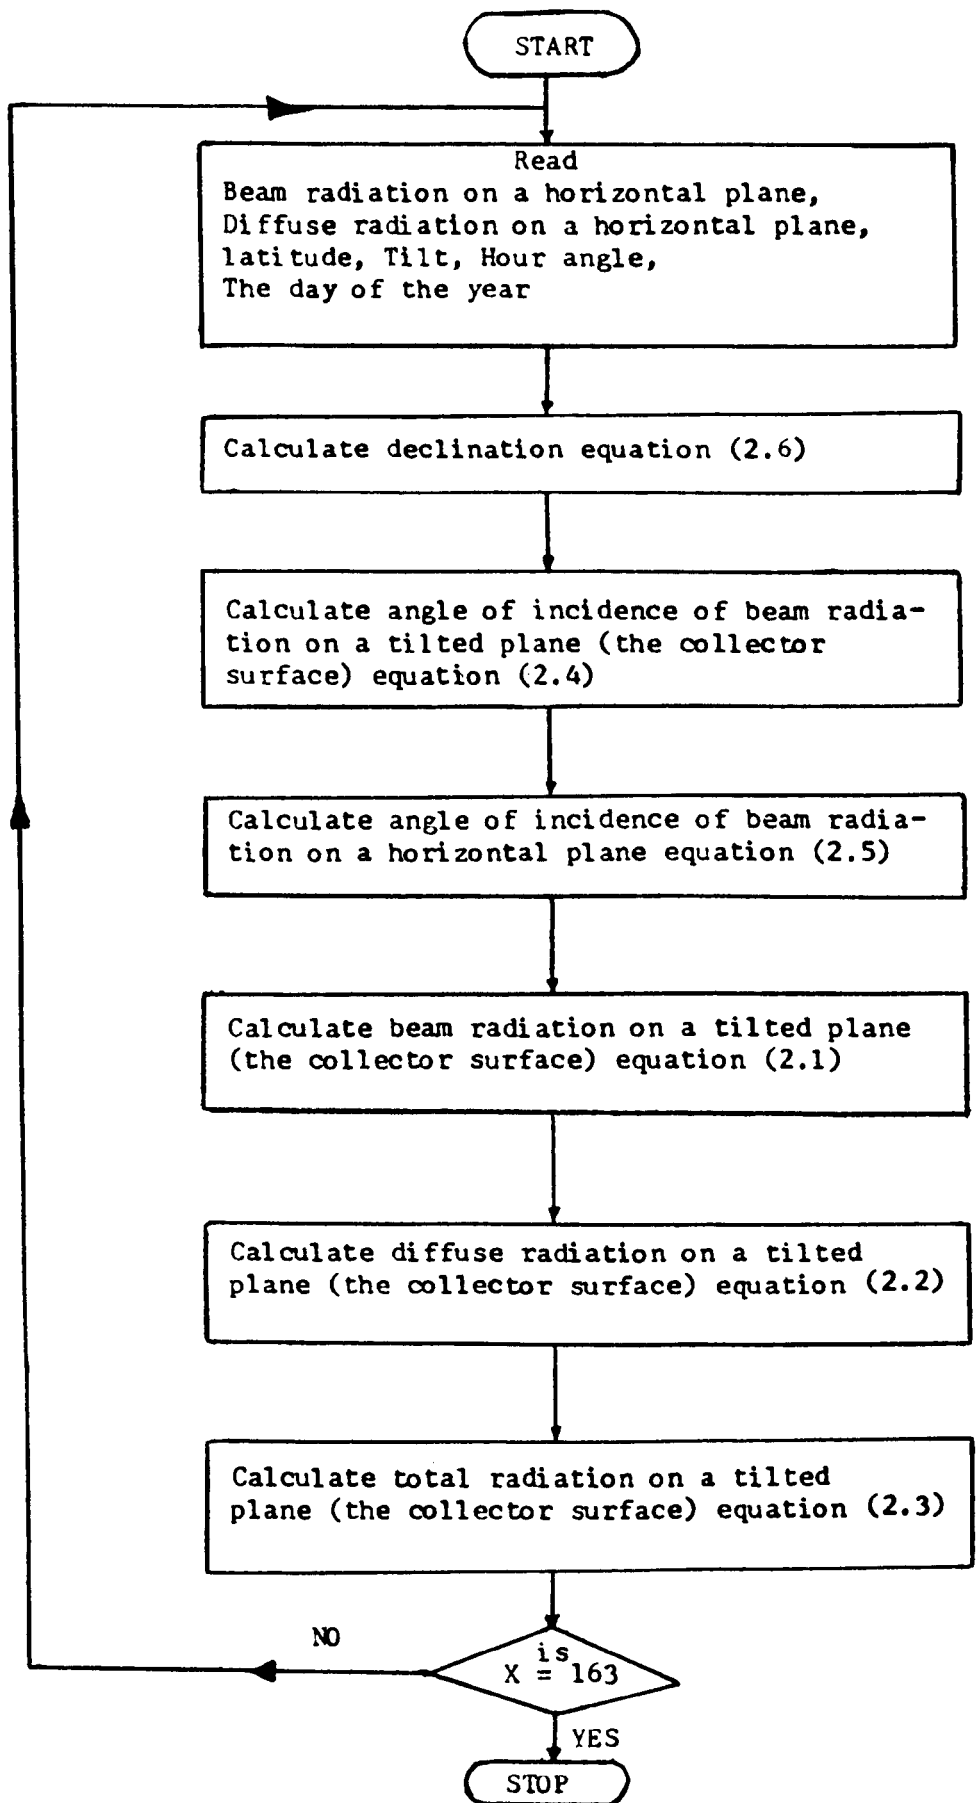 START
Read
Beam radiation on a horizontal plane,
Diffuse radiation on a horizontal plane,
latitude, Tilt, Hour angle,
The day of the year
Calculate declination equation (2.6)
Calculate angle of incidence of beam radia-
tion on a tilted plane (the collector
surface) equation (2.4)
Calculate angle of incidence of beam radia-
tion on a horizontal plane equation (2.5)
Calculate beam radiation on a tilted plane
(the collector surface) equation (2.1)
Calculate diffuse radiation on a tilted
plane (the collector surface) equation (2.2)
Calculate total radiation on a tilted
plane (the collector surface) equation (2.3)
NO
is
X = 163
YES
STOP